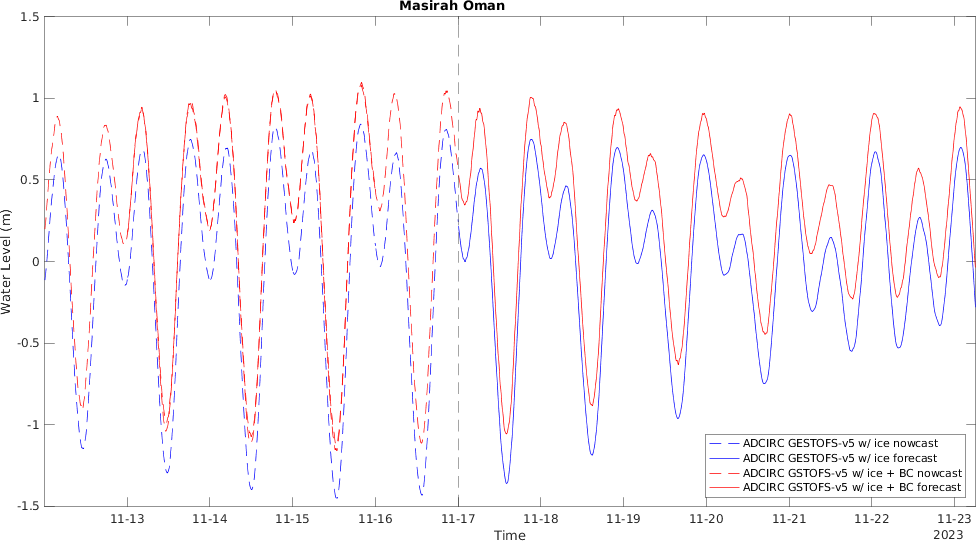 Masirah Oman
1.5
1
0.5
0
-0.5
-1
-1.5
Water Level (m)
ADCIRC GESTOFS-v5 w/ ice nowcast
ADCIRC GESTOFS-v5 w/ ice forecast
ADCIRC GSTOFS-v5 w/ ice + BC nowcast
ADCIRC GSTOFS-v5 w/ ice + BC forecast
11-13 11-14 11-15 11-16 11-17 11-18 11-19 11-20 11-21 11-22 11-23
Time 2023